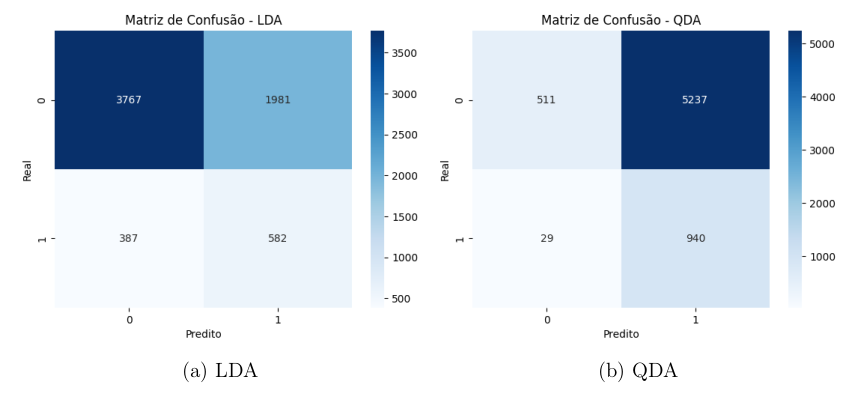 Matriz de Confusão - LDA
3767 1981
387 582
0 1
0 1
Real
Predito
3500
3000
2500
2000
1500
1000
500
(a) LDA
Matriz de Confusão - QDA
511 5237
29 940
0 1
0 1
Real
Predito
5000
4000
3000
2000
1000
(b) QDA